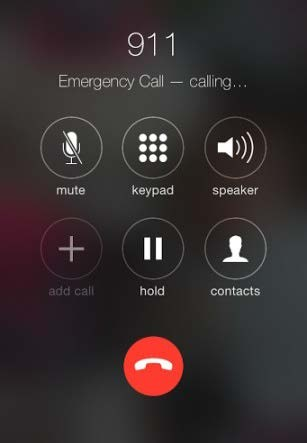 911
Emergency Call — calling...
mute keypad speaker
add call hold contacts